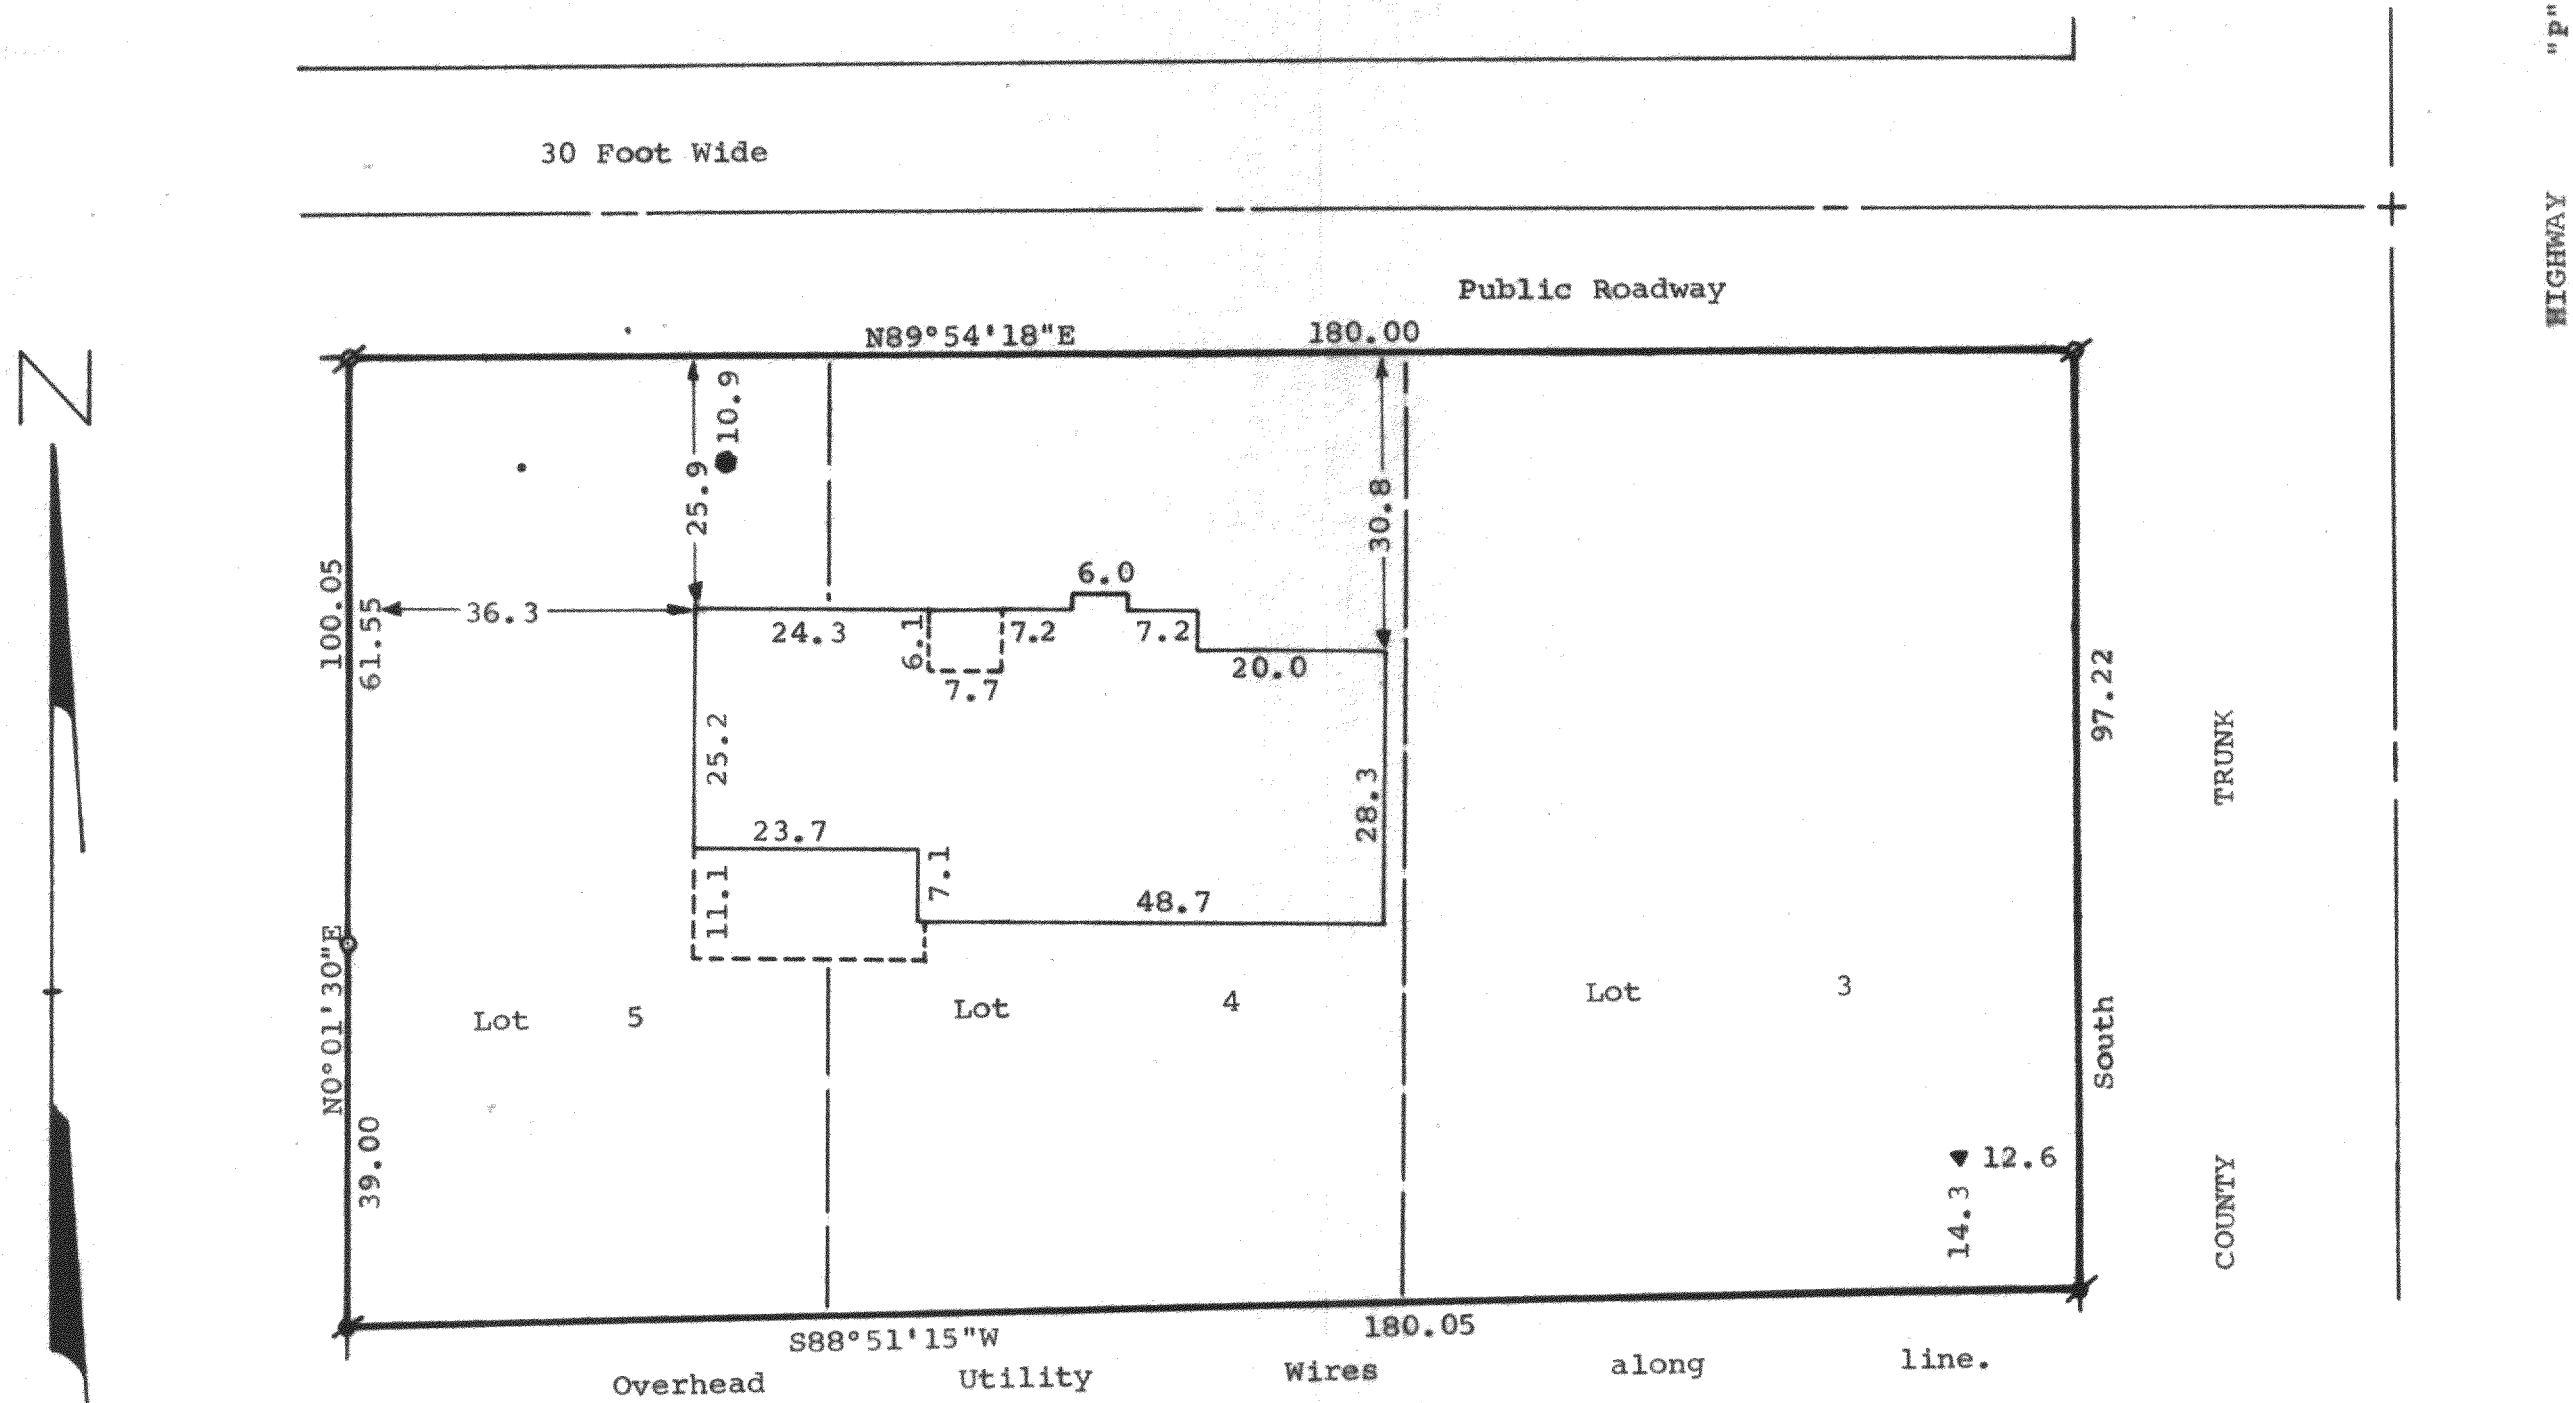 "P"
30 Foot Wide
HIGHWAY
Public Roadway
N89°54'18"E 180.00
N
10.9
25.9
30.8
100.05
61.55
36.3
6.0
24.3
6.1
7.2
7.2
7.7
20.0
25.2
97.22
TRUNK
28.3
23.7
7.1
11.1
48.7
N0°01'30"E
Lot 5
Lot 4
Lot 3
South
39.00
12.6
14.3
COUNTY
S88°51'15"W 180.05
Overhead Utility Wires along line.